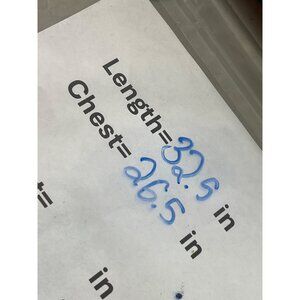 Length= 32.5 in
Chest= 26.5 in
in